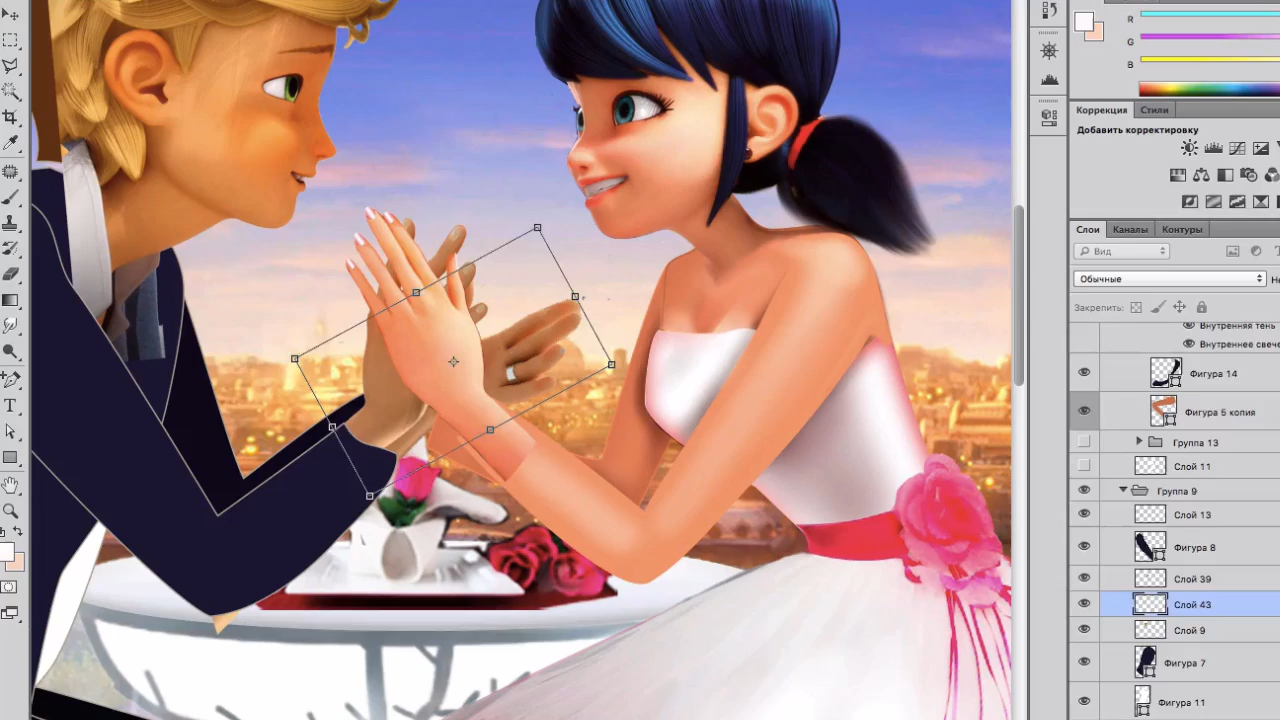 R
G
B
Коррекция Стили
Добавить корректировку
Слои Каналы Контуры
Вид
Обычные
Закрепить:
Внутренняя тень
Внутреннее свече
Фигура 14
Фигура 5 копия
Группа 13
Слой 11
Группа 9
Слой 13
Фигура 8
Слой 39
Слой 43
Слой 9
Фигура 7
Фигура 11